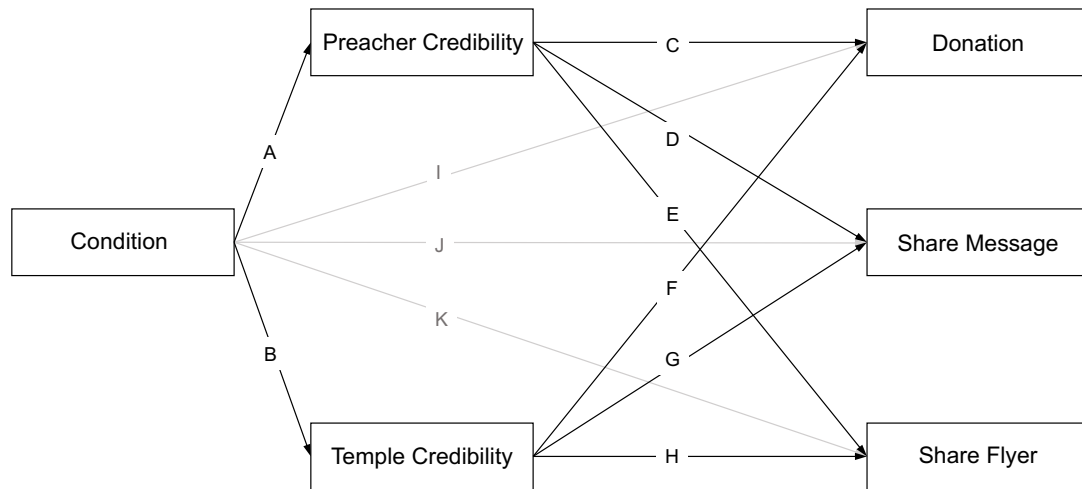 Preacher Credibility
C
Donation
D
A
I
E
Condition
J
Share Message
F
K
B
G
Temple Credibility
H
Share Flyer